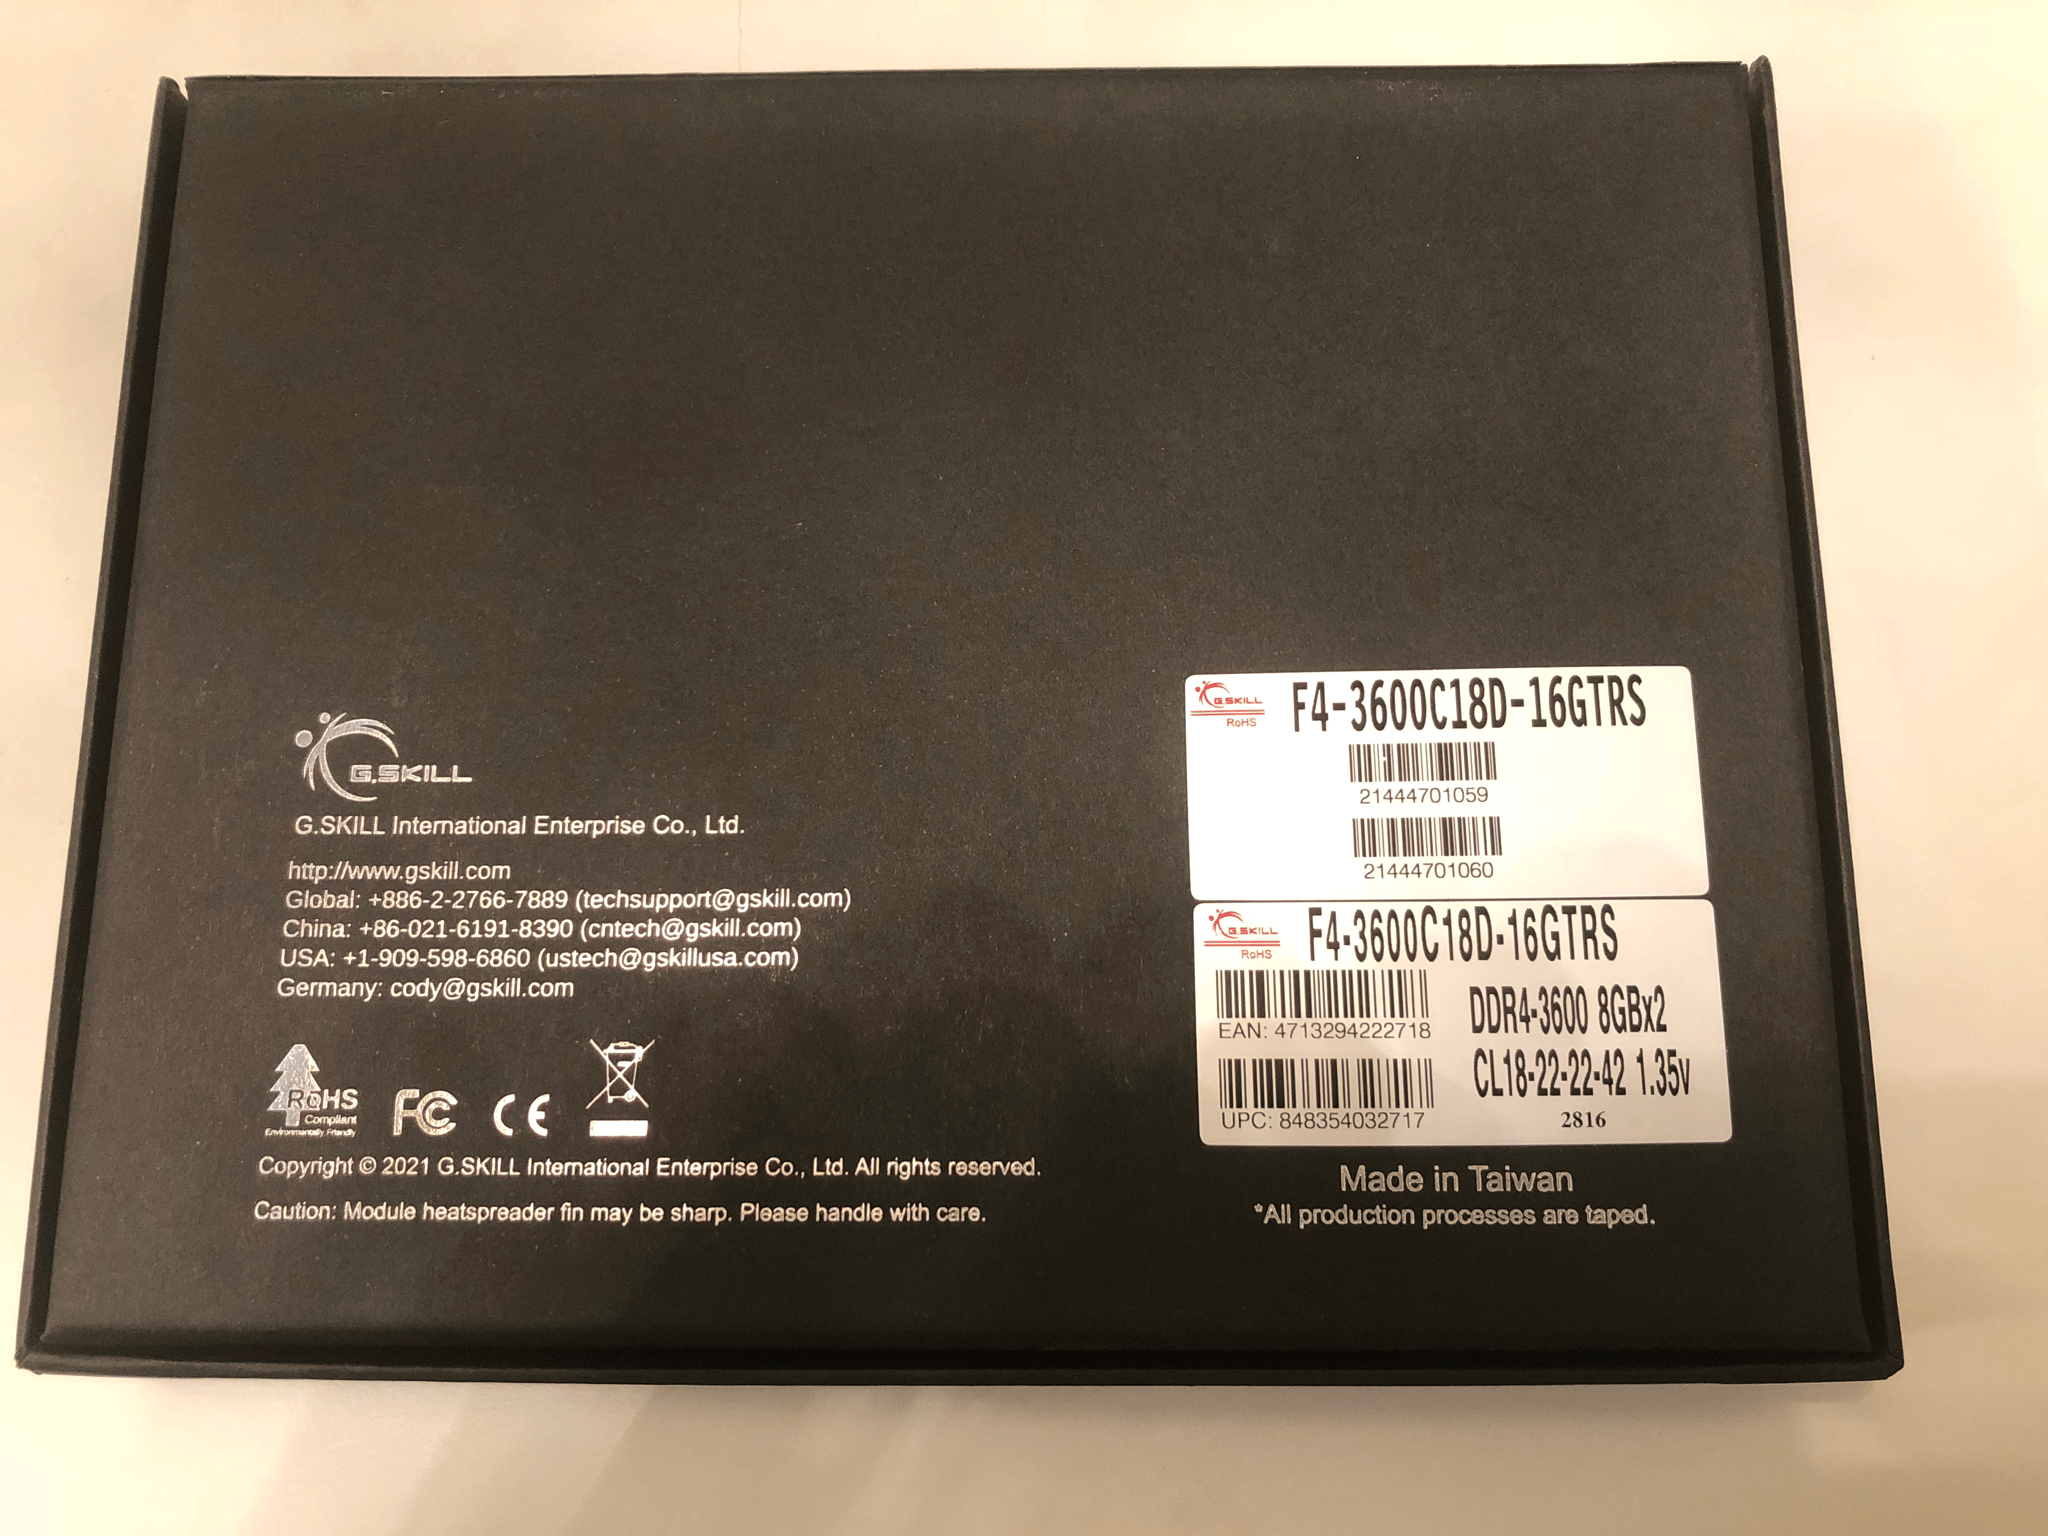 G.SKILL
G.SKILL International Enterprise Co., Ltd.
http://www.gskill.com
Global: +886-2-2766-7889 (techsupport@gskill.com)
China: +86-021-6191-8390 (cntech@gskill.com)
USA: +1-909-598-6860 (ustech@gskillusa.com)
Germany: cody@gskill.com
RoHS
Compliant
Environmentally Friendly
FC CE
Copyright © 2021 G.SKILL International Enterprise Co., Ltd. All rights reserved.
Caution: Module heatspreader fin may be sharp. Please handle with care.
G.SKILL
RoHS
F4-3600C18D-16GTRS
21444701059
21444701060
G.SKILL
RoHS
F4-3600C18D-16GTRS
EAN: 4713294222718
DDR4-3600 8GBx2
CL18-22-22-42 1.35v
UPC: 848354032717
2816
Made in Taiwan
*All production processes are taped.